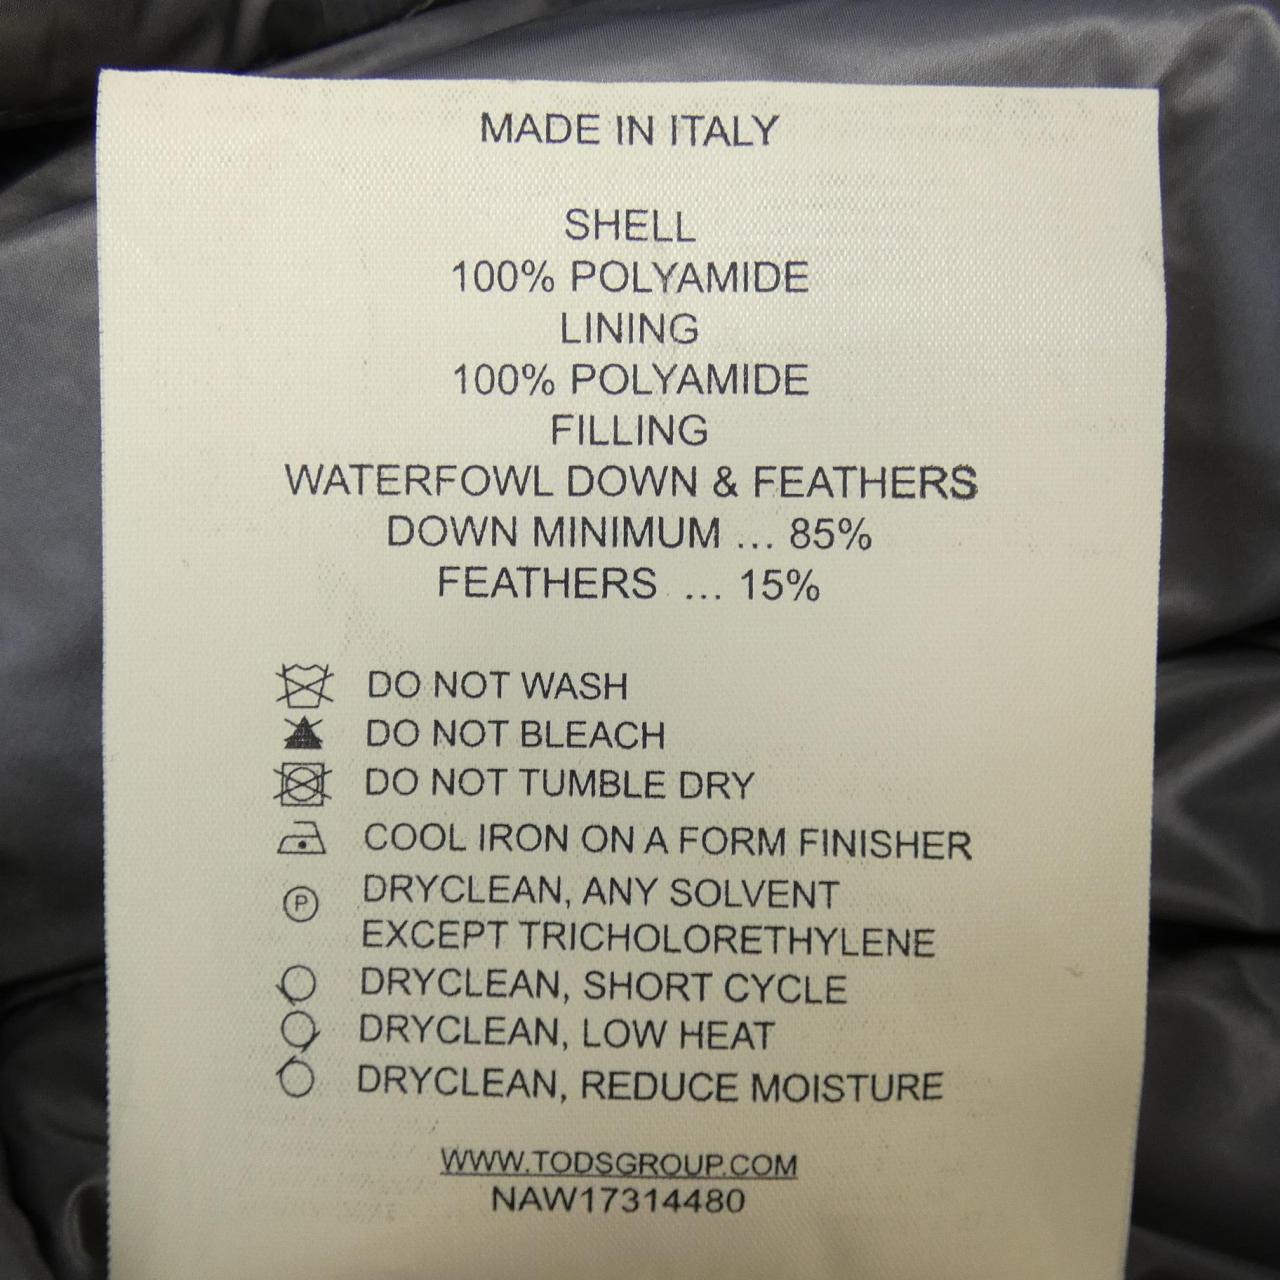 MADE IN ITALY
SHELL
100% POLYAMIDE
LINING
100% POLYAMIDE
FILLING
WATERFOWL DOWN & FEATHERS
DOWN MINIMUM ... 85%
FEATHERS ... 15%
DO NOT WASH
DO NOT BLEACH
DO NOT TUMBLE DRY
COOL IRON ON A FORM FINISHER
P DRYCLEAN, ANY SOLVENT
EXCEPT TRICHOLORETHYLENE
DRYCLEAN, SHORT CYCLE
DRYCLEAN, LOW HEAT
DRYCLEAN, REDUCE MOISTURE
WWW.TODSGROUP.COM
NAW17314480